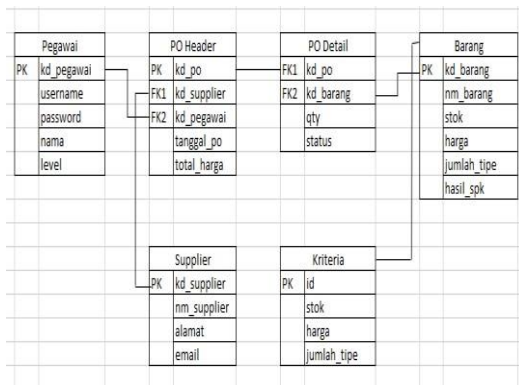 Pegawai
PK kd_pegawai
username
password
nama
level
PO Header
PK kd_po
FK1 kd_supplier
FK2 kd_pegawai
tanggal_po
total_harga
PO Detail
FK1 kd_po
FK2 kd_barang
qty
status
Barang
PK kd_barang
nm_barang
stok
harga
jumlah_tipe
hasil_spk
Supplier
PK kd_supplier
nm_supplier
alamat
email
Kriteria
PK id
stok
harga
jumlah_tipe